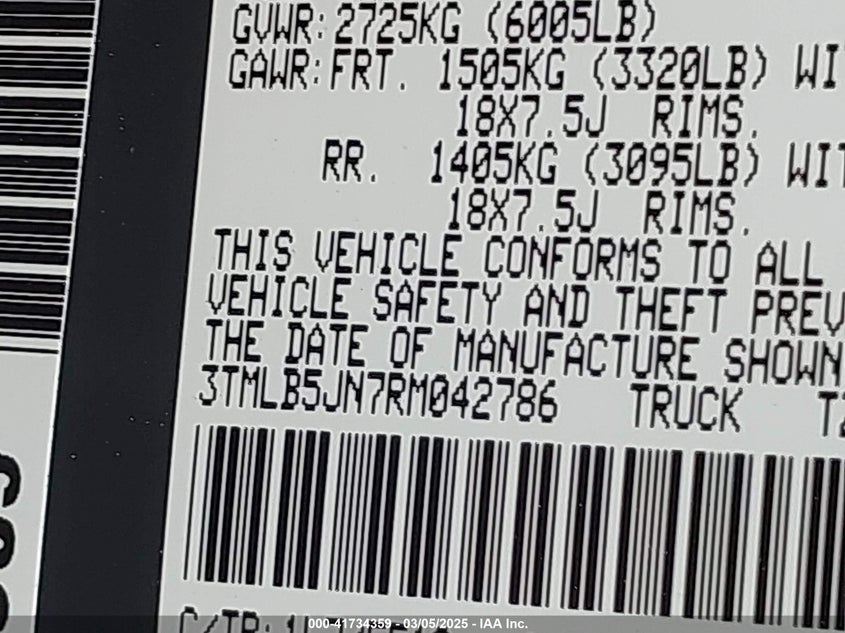 GVWR: 2725KG (6005LB)
GAWR: FRT. 1505KG (3320LB) WI
18X7.5J RIMS.
RR. 1405KG (3095LB) WIT
18X7.5J RIMS.
THIS VEHICLE CONFORMS TO ALL
VEHICLE SAFETY AND THEFT PREV
THE DATE OF MANUFACTURE SHOWN
3TMLB5JN7RM042786 TRUCK
C/TR:
000-41734359 - 03/05/2025 - IAA Inc.